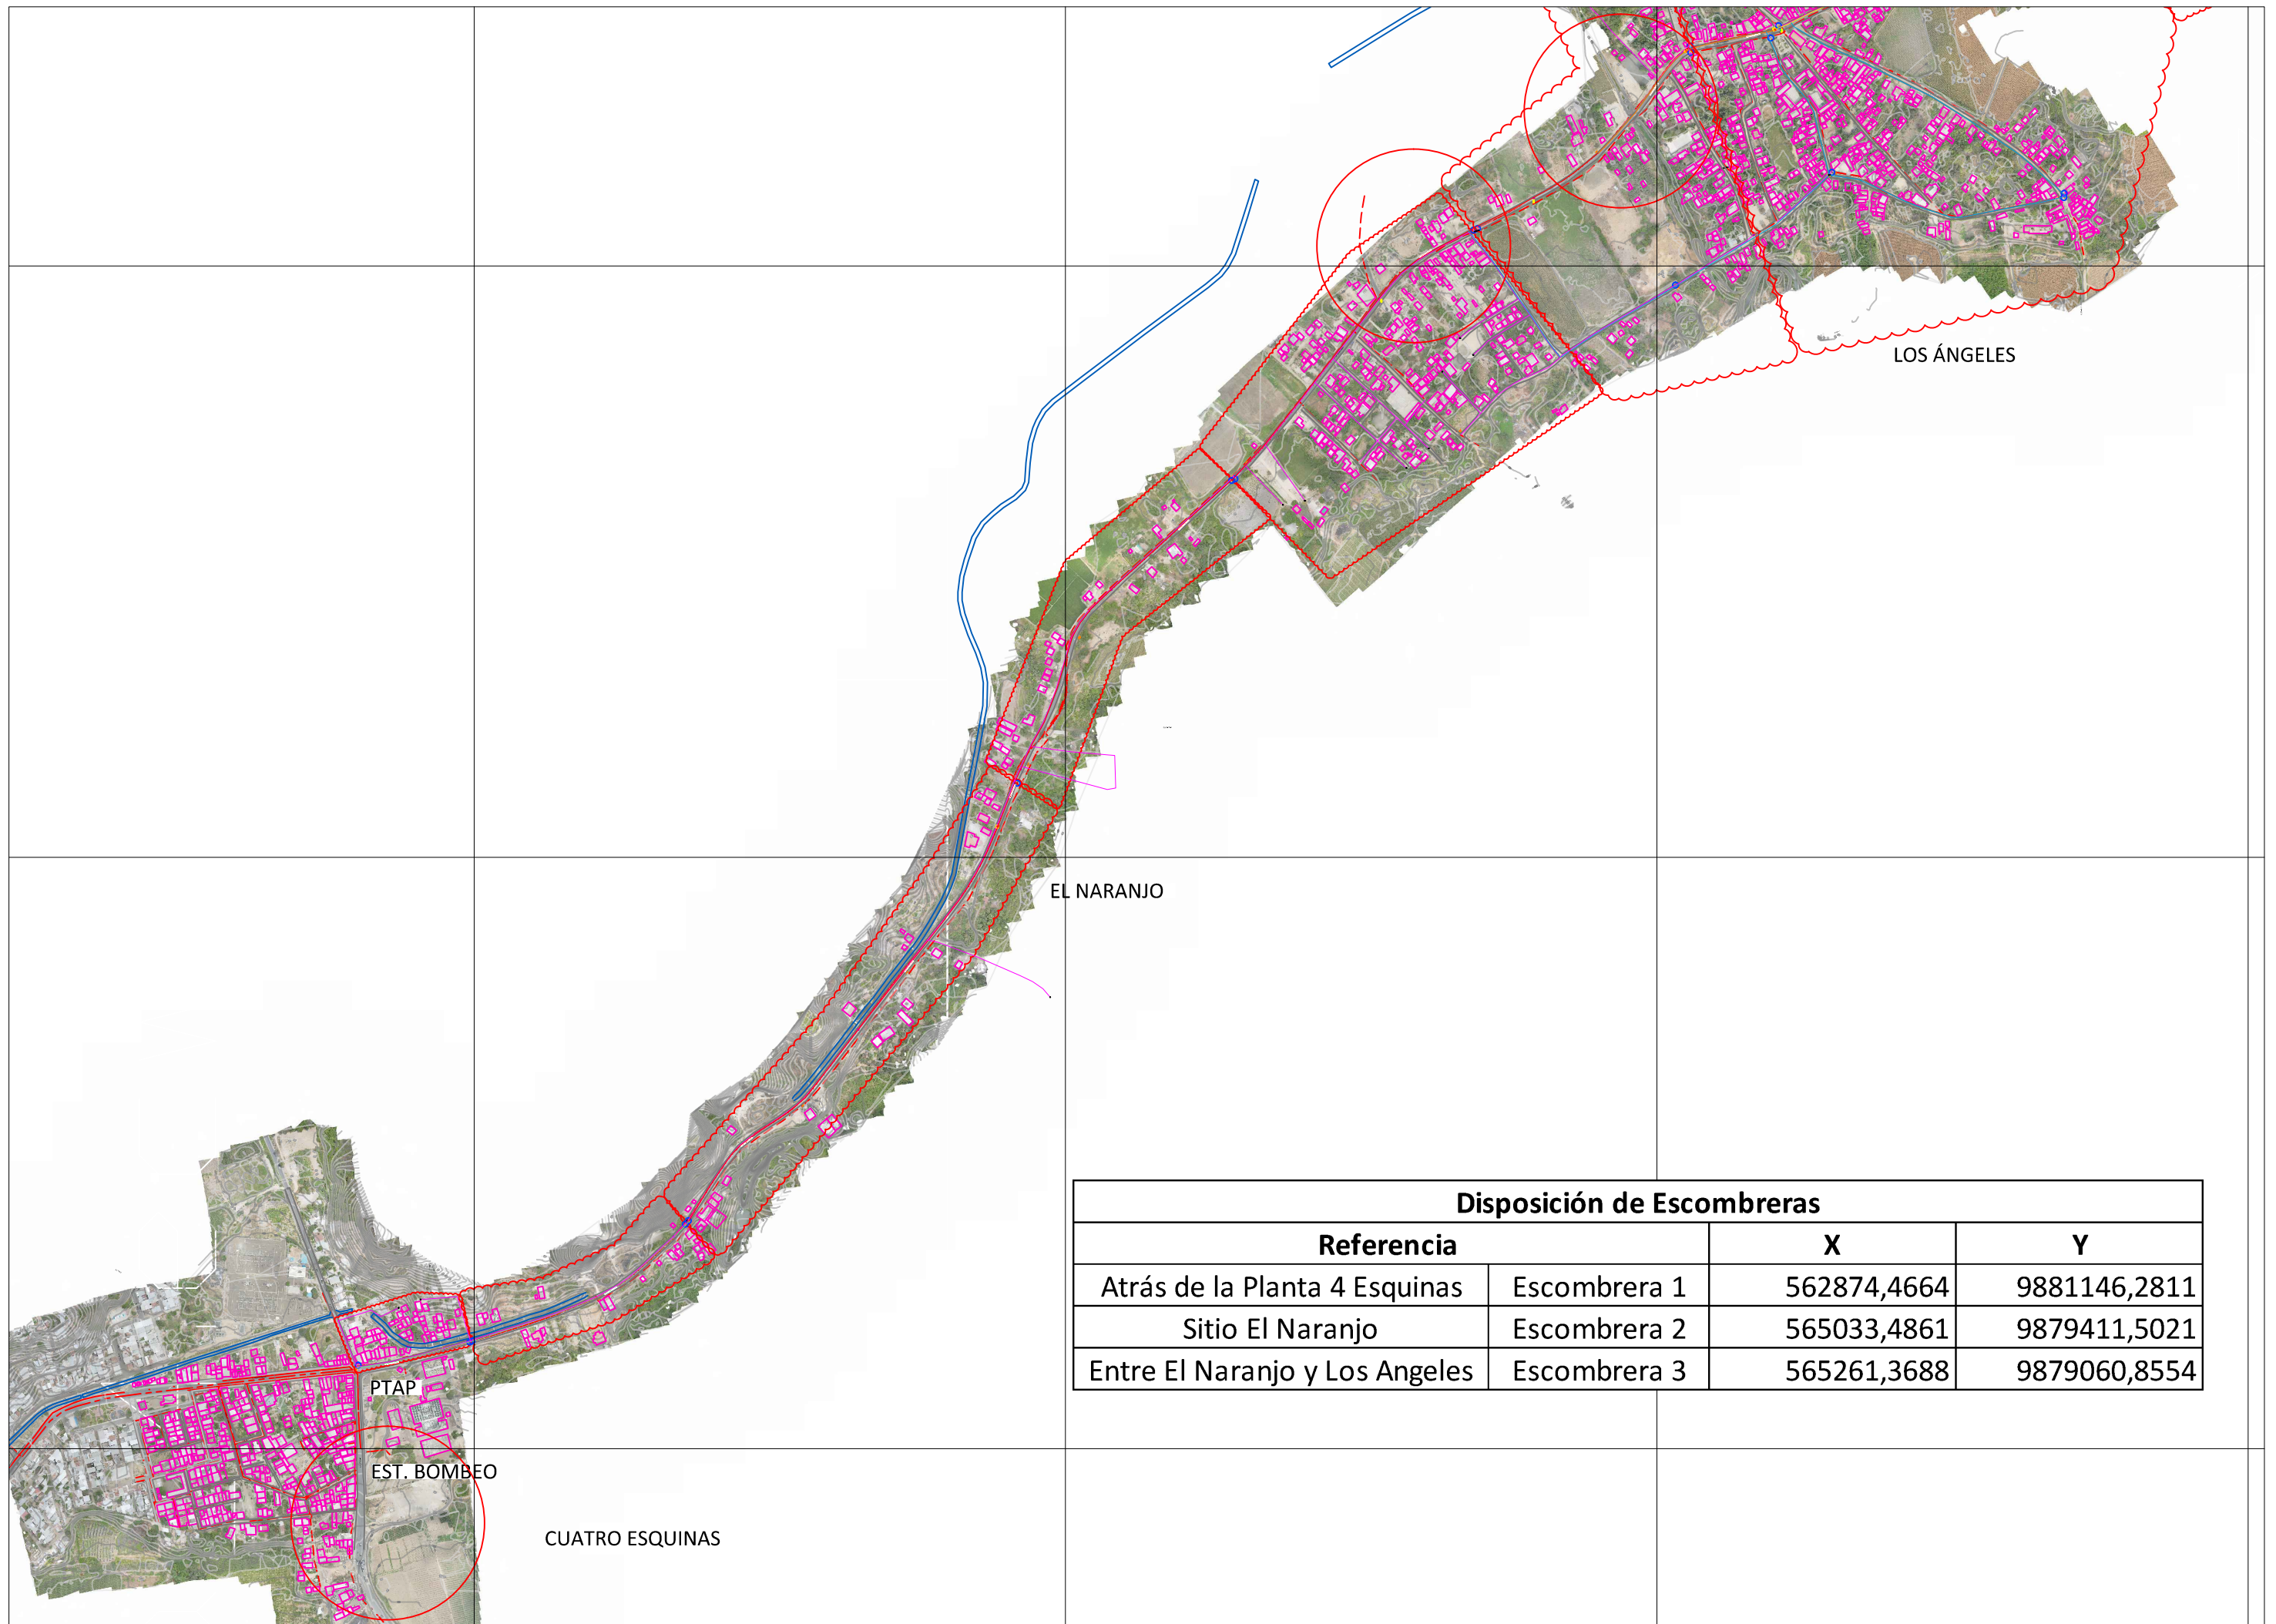 LOS ÁNGELES
EL NARANJO
Disposición de Escombreras
Referencia X Y
Atrás de la Planta 4 Esquinas Escombrera 1 562874,4664 9881146,2811
Sitio El Naranjo Escombrera 2 565033,4861 9879411,5021
Entre El Naranjo y Los Angeles Escombrera 3 565261,3688 9879060,8554
PTAP
EST. BOMBEO
CUATRO ESQUINAS